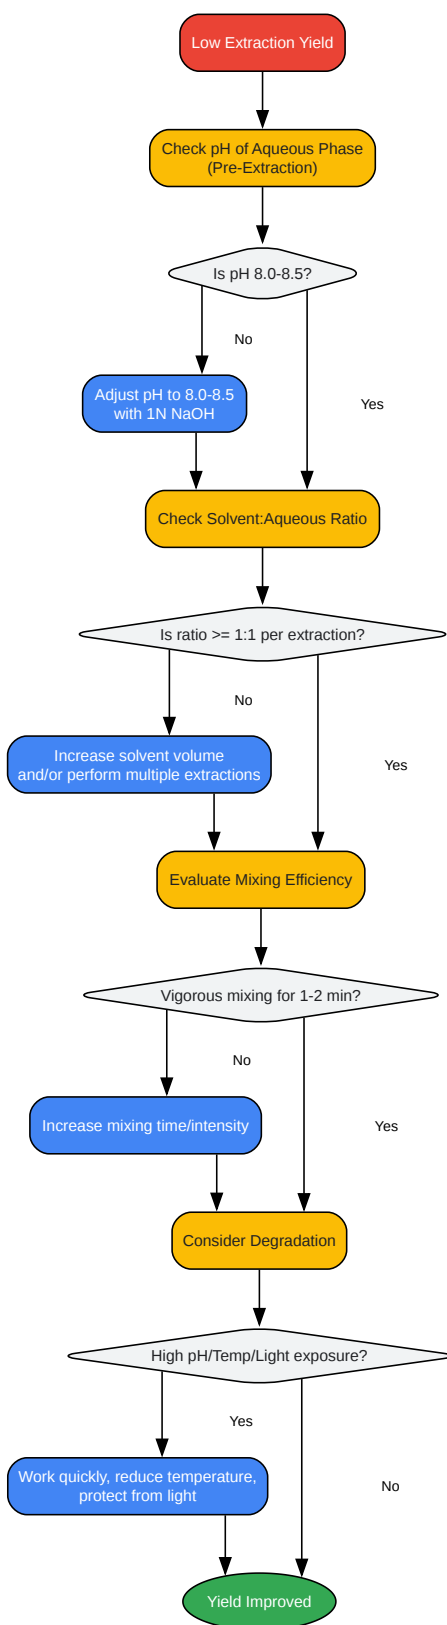 Low Extraction Yield
Check pH of Aqueous Phase
(Pre-Extraction)
Is pH 8.0-8.5?
No
Adjust pH to 8.0-8.5
with 1N NaOH
Yes
Check Solvent:Aqueous Ratio
Is ratio >= 1:1 per extraction?
No
Increase solvent volume
and/or perform multiple extractions
Yes
Evaluate Mixing Efficiency
Vigorous mixing for 1-2 min?
No
Increase mixing time/intensity
Yes
Consider Degradation
High pH/Temp/Light exposure?
Yes
Work quickly, reduce temperature,
protect from light
No
Yield Improved